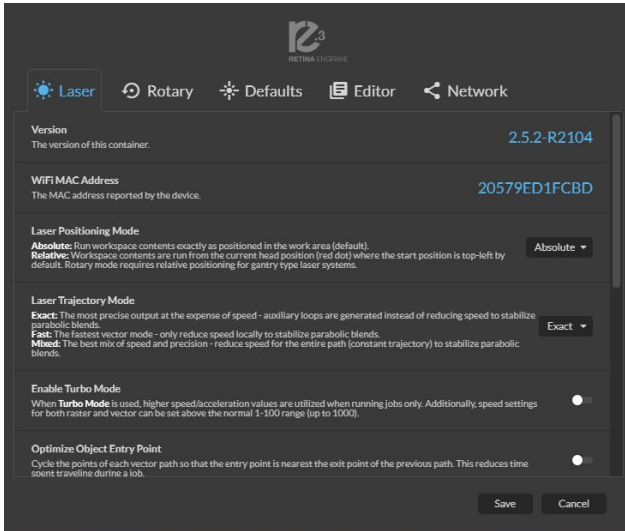 RE.3
RETINA ENGRAVE
Laser
Rotary
Defaults
Editor
Network
Version
The version of this container.
2.5.2-R2104
WiFi MAC Address
The MAC address reported by the device.
20579ED1FCBD
Laser Positioning Mode
Absolute: Run workspace contents exactly as positioned in the work area (default).
Relative: Workspace contents are run from the current head position (red dot) where the start position is top-left by
default. Rotary mode requires relative positioning for gantry type laser systems.
Absolute
Laser Trajectory Mode
Exact: The most precise output at the expense of speed - auxiliary loops are generated instead of reducing speed to stabilize
parabolic blends.
Fast: The fastest vector mode - only reduce speed locally to stabilize parabolic blends.
Mixed: The best mix of speed and precision - reduce speed for the entire path (constant trajectory) to stabilize parabolic
blends.
Exact
Enable Turbo Mode
When Turbo Mode is used, higher speed/acceleration values are utilized when running jobs only. Additionally, speed settings
for both raster and vector can be set above the normal 1-100 range (up to 1000).
Optimize Object Entry Point
Cycle the points of each vector path so that the entry point is nearest the exit point of the previous path. This reduces time
spent traveling during a job.
Save
Cancel